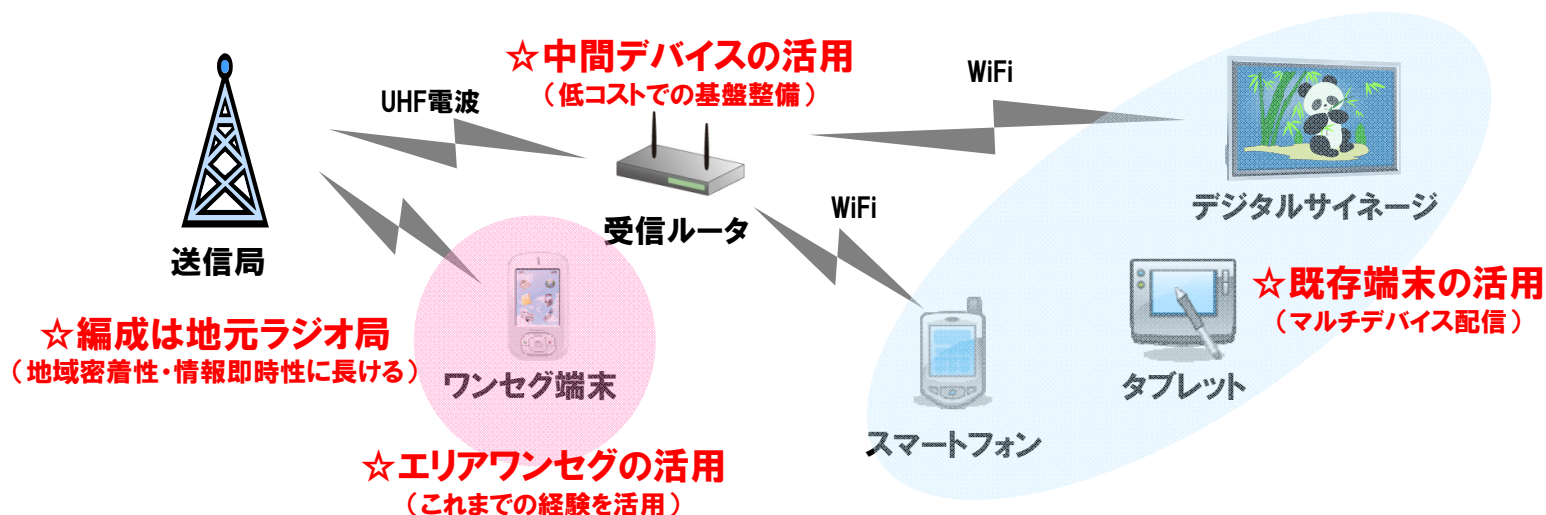 ☆中間デバイスの活用
(低コストでの基盤整備)
WiFi
UHF電波
デジタルサイネージ
WiFi
受信ルータ
送信局
☆既存端末の活用
(マルチデバイス配信)
☆編成は地元ラジオ局
(地域密着性・情報即時性に長ける)
ワンセグ端末
タブレット
スマートフォン
☆エリアワンセグの活用
(これまでの経験を活用)